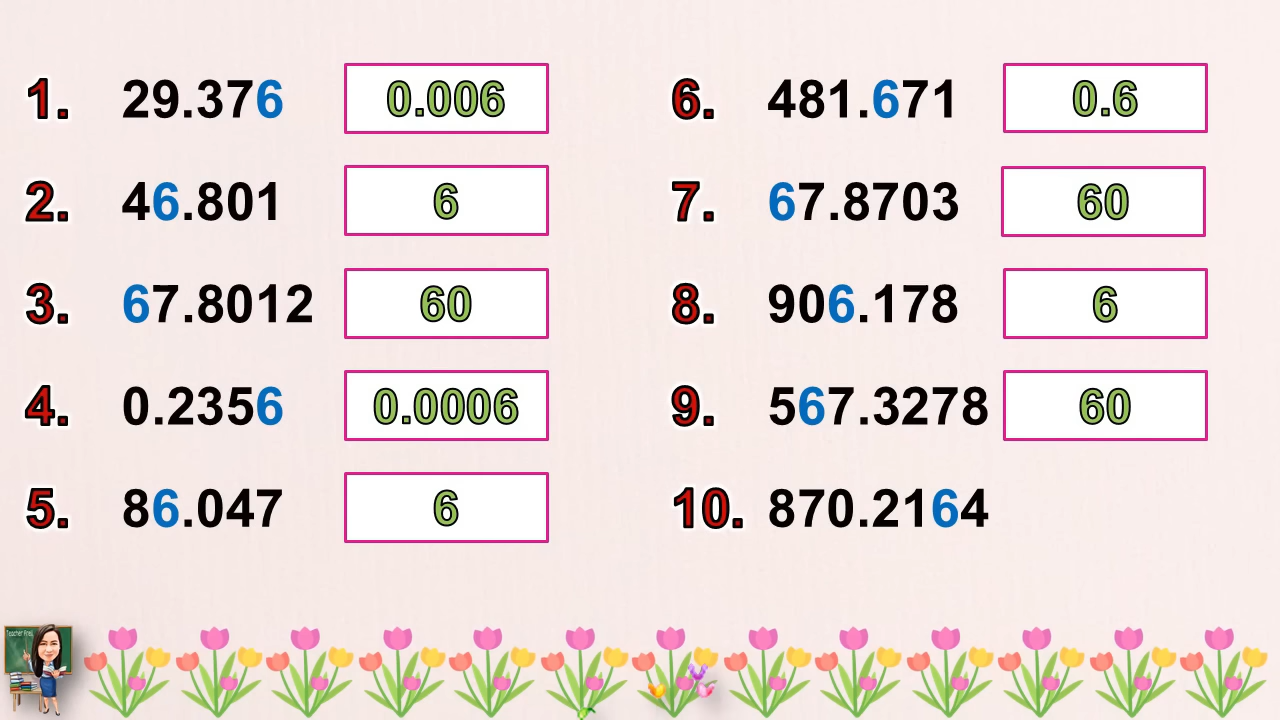 1. 29.376 0.006
2. 46.801 6
3. 67.8012 60
4. 0.2356 0.0006
5. 86.047 6
6. 481.671 0.6
7. 67.8703 60
8. 906.178 6
9. 567.3278 60
10. 870.2164
Teacher